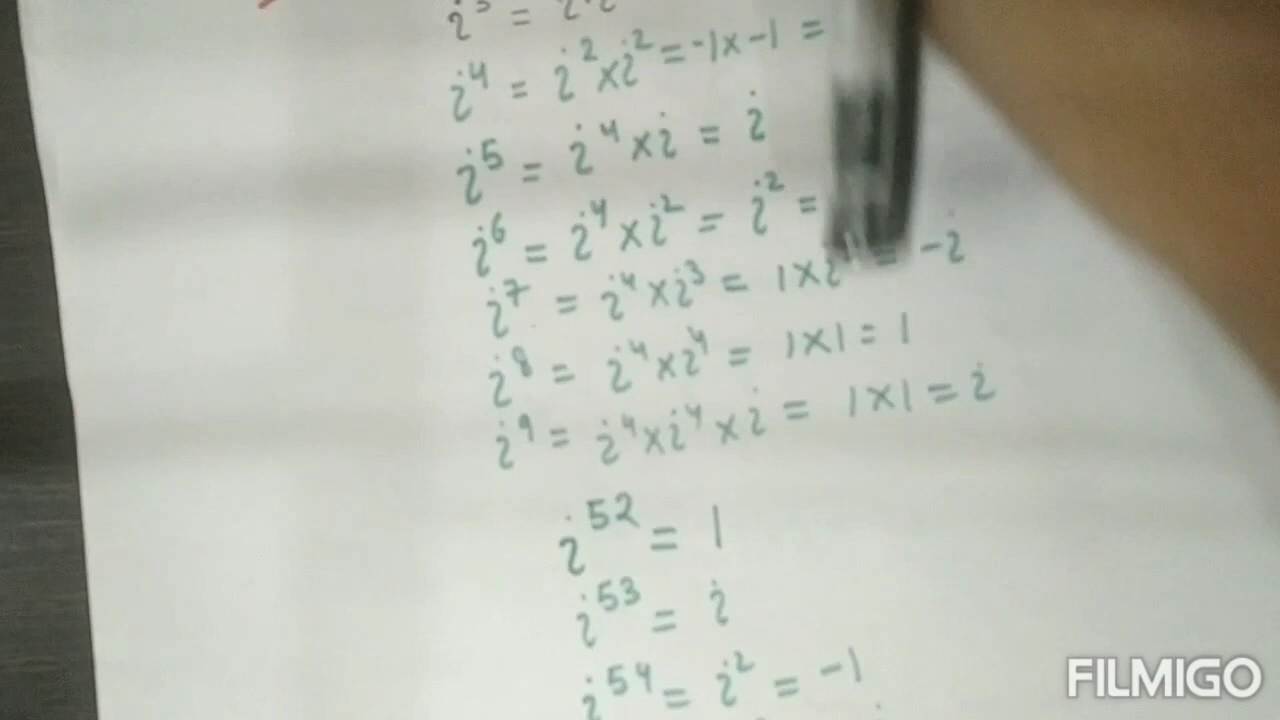 i³ =
i⁴ = i² x i² = -1 x -1 =
i⁵ = i⁴ x i = i
i⁶ = i⁴ x i² = i² =
i⁷ = i⁴ x i³ = 1 x i = -i
i⁸ = i⁴ x i⁴ = 1 x 1 = 1
i⁹ = i⁴ x i⁴ x i = 1 x 1 = i
i⁵² = 1
i⁵³ = i
i⁵⁴ = i² = -1
FILMIGO